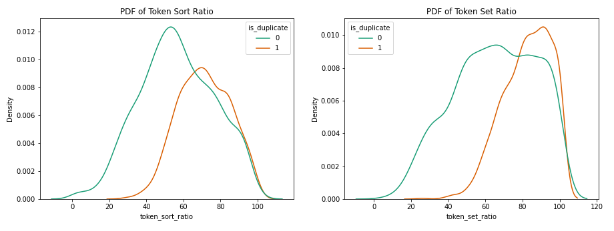 PDF of Token Sort Ratio
is_duplicate
0
1
0.012
0.010
0.008
0.006
0.004
0.002
0.000
Density
0 20 40 60 80 100
token_sort_ratio
PDF of Token Set Ratio
is_duplicate
0
1
0.010
0.008
0.006
0.004
0.002
0.000
Density
0 20 40 60 80 100 120
token_set_ratio